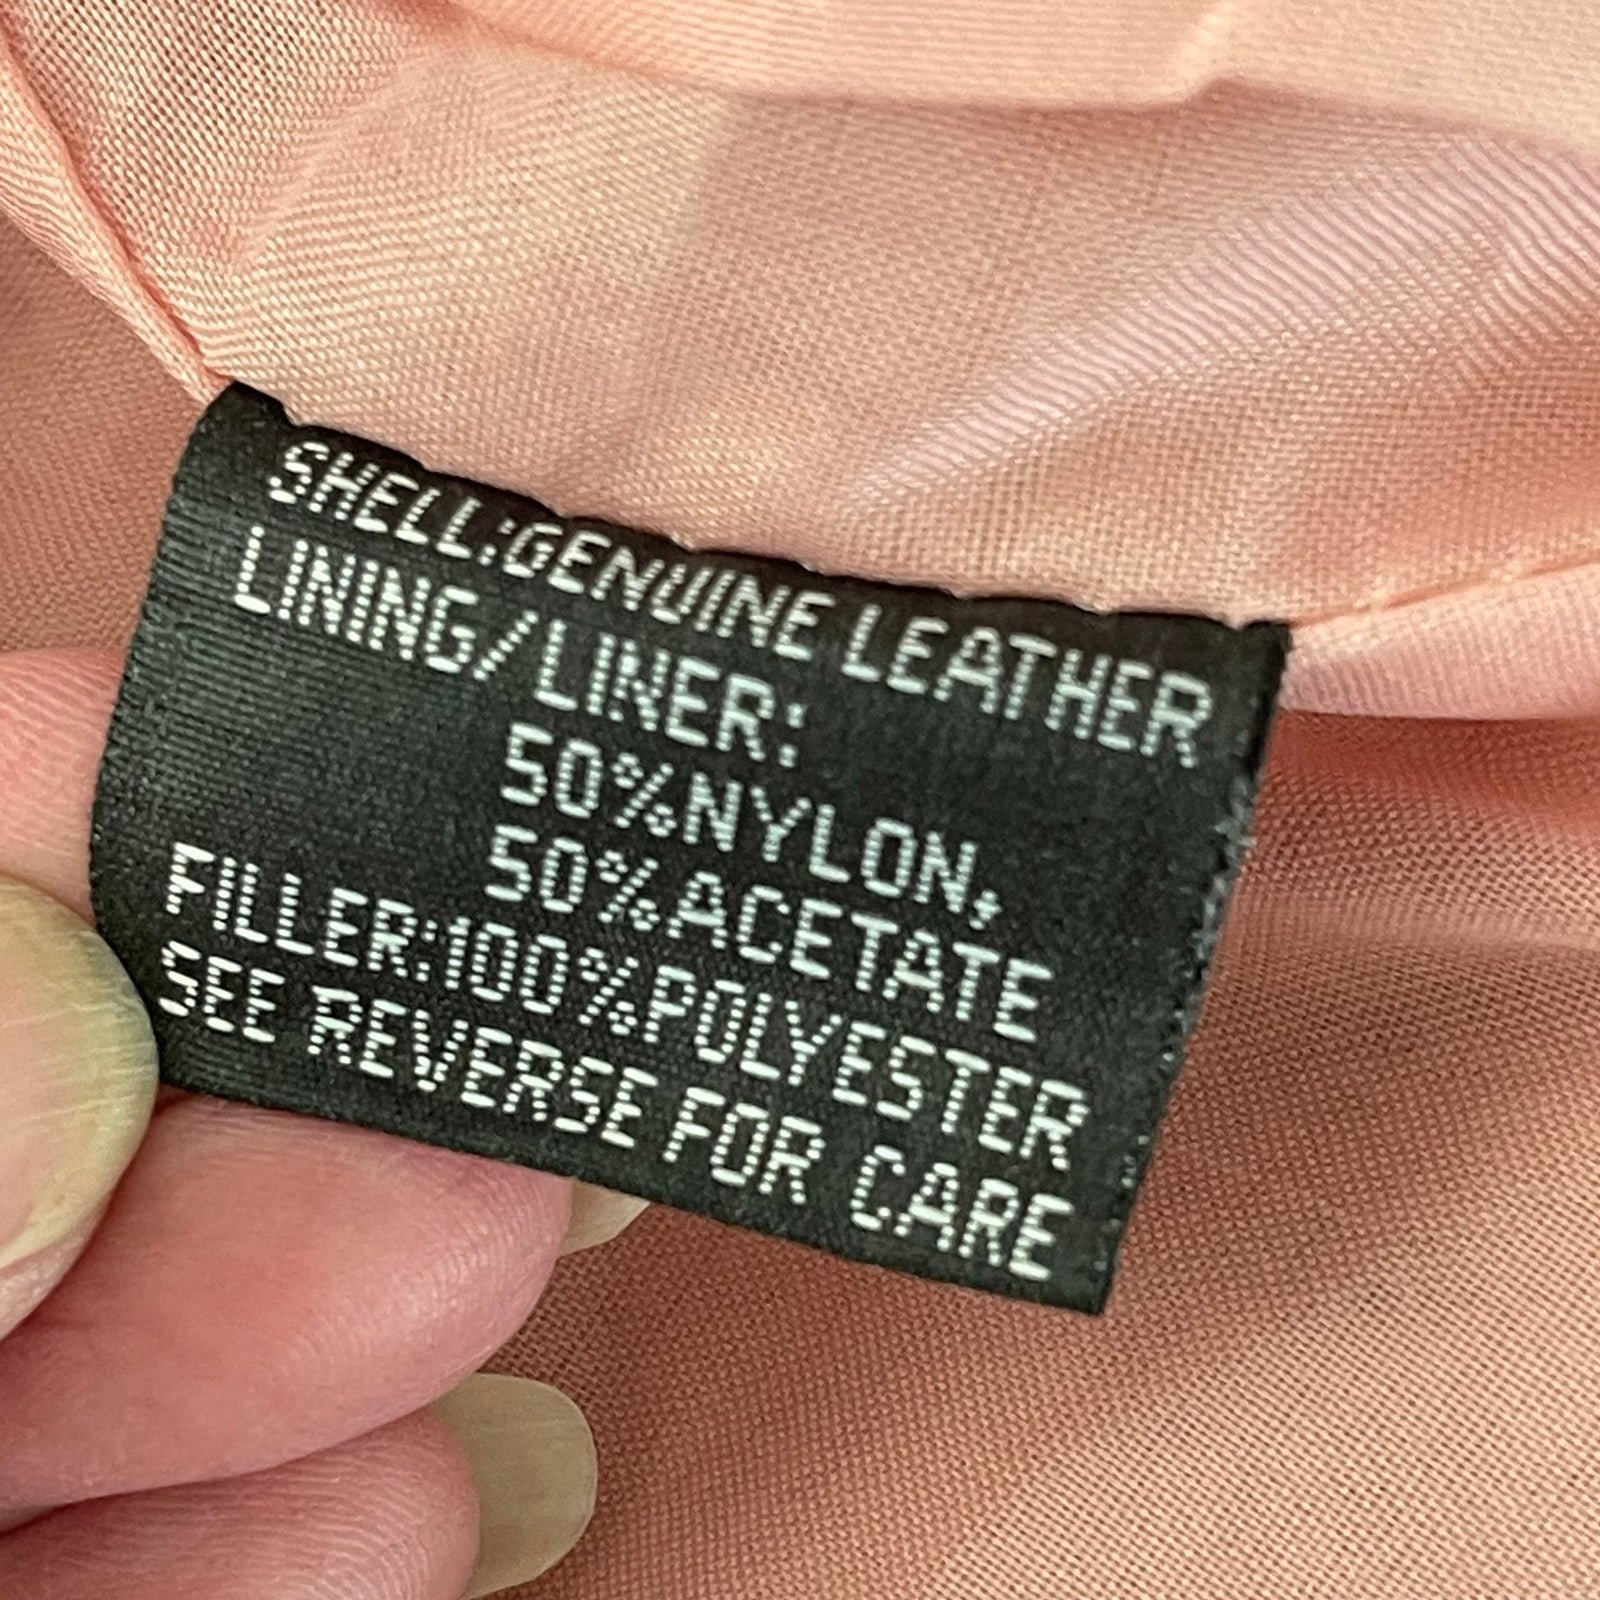 SHELL:GENUINE LEATHER
LINING/LINER:
50%NYLON,
50%ACETATE
FILLER:100%POLYESTER
SEE REVERSE FOR CARE